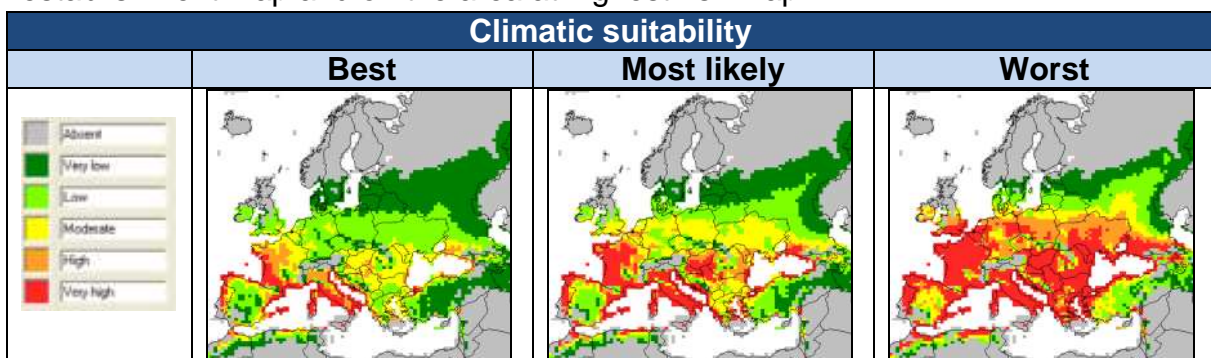 Climatic suitability
Best
Most likely
Worst
Absent
Very low
Low
Moderate
High
Very high